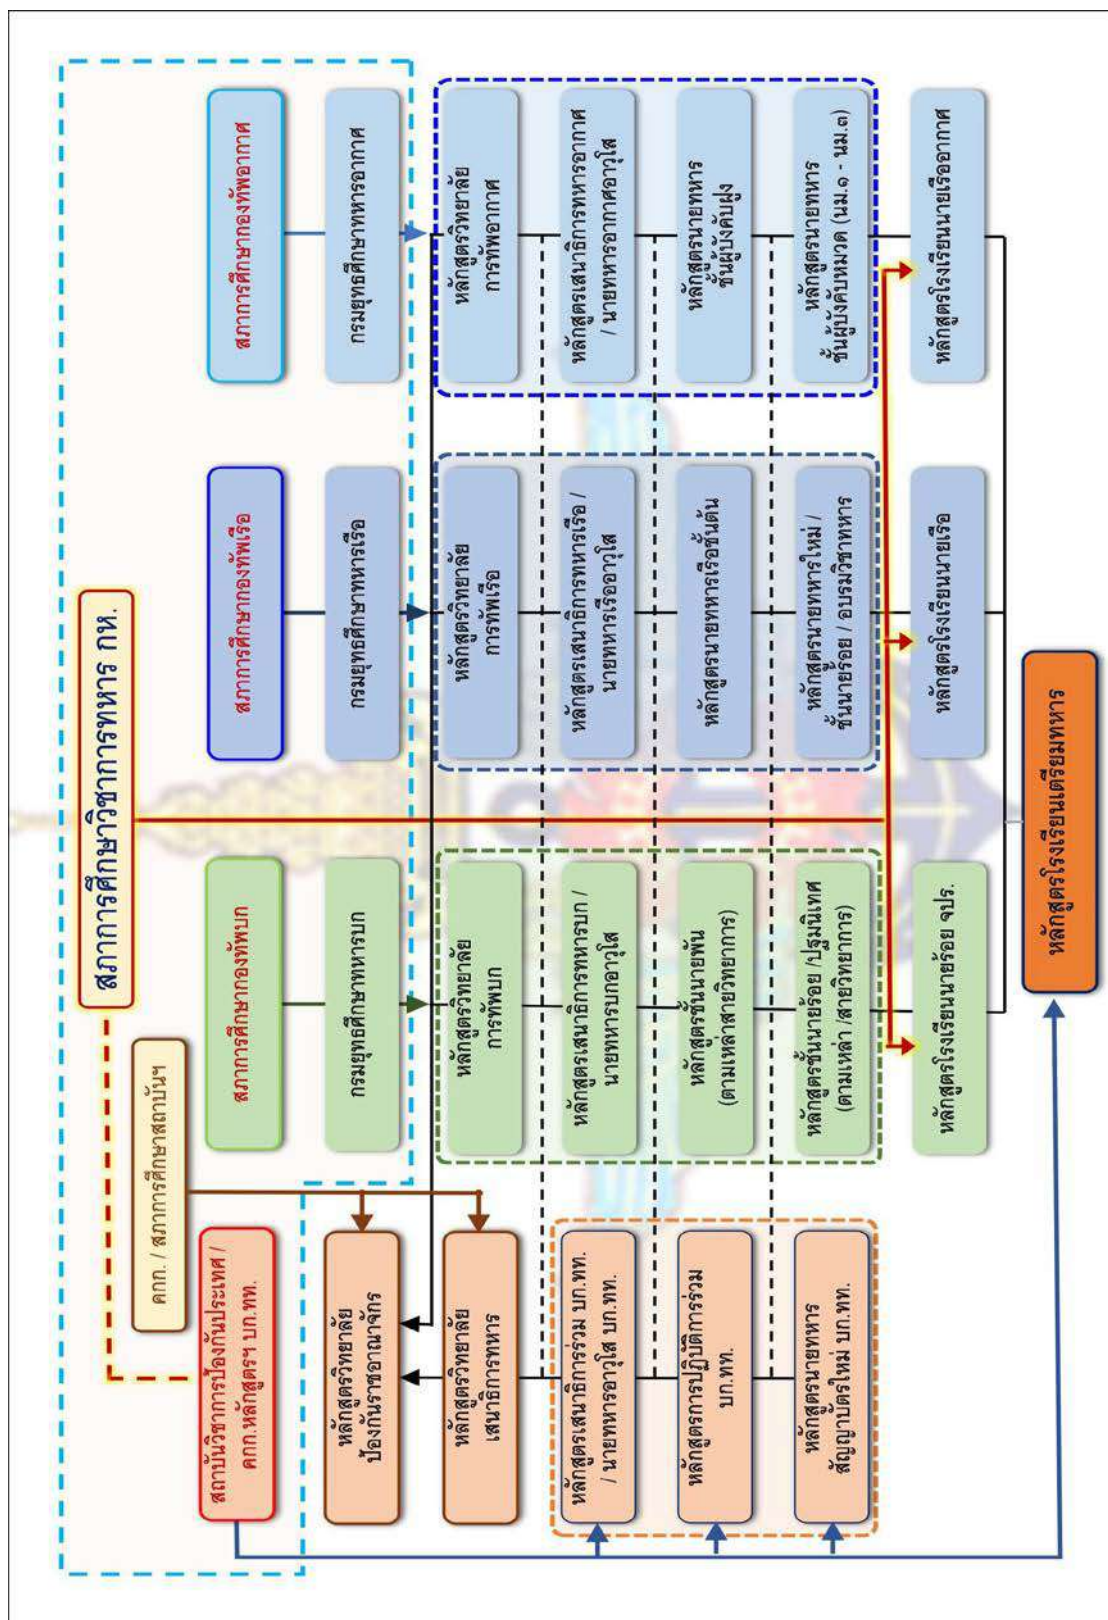 สภาการศึกษาวิชาการทหาร กห.
คกก. / สภาการศึกษาสถาบันฯ
สถาบันวิชาการป้องกันประเทศ /
คกก.หลักสูตรฯ บก.ทท.
สภาการศึกษากองทัพบก
สภาการศึกษากองทัพเรือ
สภาการศึกษากองทัพอากาศ
หลักสูตรวิทยาลัย
ป้องกันราชอาณาจักร
กรมยุทธศึกษาทหารบก
กรมยุทธศึกษาทหารเรือ
กรมยุทธศึกษาทหารอากาศ
หลักสูตรวิทยาลัย
เสนาธิการทหาร
หลักสูตรวิทยาลัย
การทัพบก
หลักสูตรวิทยาลัย
การทัพเรือ
หลักสูตรวิทยาลัย
การทัพอากาศ
หลักสูตรเสนาธิการร่วม บก.ทท.
/ นายทหารอาวุโส บก.ทท.
หลักสูตรเสนาธิการทหารบก /
นายทหารบกอาวุโส
หลักสูตรเสนาธิการทหารเรือ /
นายทหารเรืออาวุโส
หลักสูตรเสนาธิการทหารอากาศ
/ นายทหารอากาศอาวุโส
หลักสูตรการปฏิบัติการร่วม
บก.ทท.
หลักสูตรชั้นนายพัน
(ตามเหล่าสายวิทยาการ)
หลักสูตรนายทหารเรือชั้นต้น
หลักสูตรนายทหาร
ชั้นผู้บังคับฝูง
หลักสูตรนายทหาร
สัญญาบัตรใหม่ บก.ทท.
หลักสูตรชั้นนายร้อย /ปฐมนิเทศ
(ตามเหล่า /สายวิทยาการ)
หลักสูตรนายทหารใหม่ /
ชั้นนายร้อย / อบรมวิชาทหาร
หลักสูตรนายทหาร
ชั้นผู้บังคับหมวด (นม.๑ - นม.๓)
หลักสูตรโรงเรียนนายร้อย จปร.
หลักสูตรโรงเรียนนายเรือ
หลักสูตรโรงเรียนนายเรืออากาศ
หลักสูตรโรงเรียนเตรียมทหาร